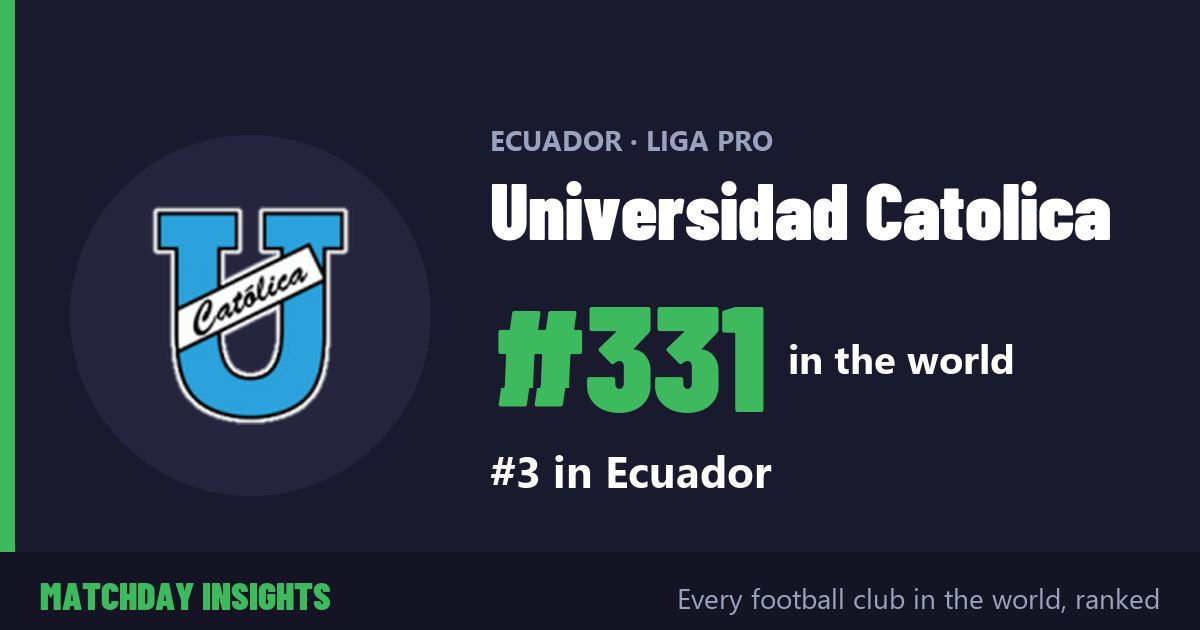 ECUADOR · LIGA PRO
Universidad Catolica
Católica
#331 in the world
#3 in Ecuador
MATCHDAY INSIGHTS
Every football club in the world, ranked